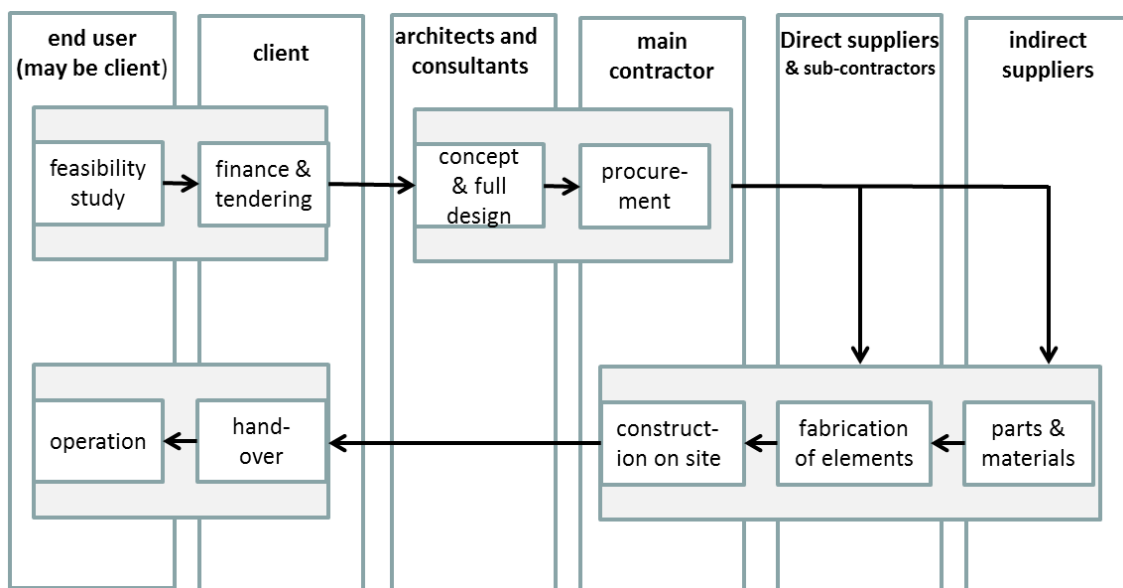 end user
(may be client)
client
architects and
consultants
main
contractor
Direct suppliers
& sub-contractors
indirect
suppliers
feasibility
study
finance &
tendering
concept
& full
design
procure-
ment
operation
hand-
over
construct-
ion on site
fabrication
of elements
parts &
materials